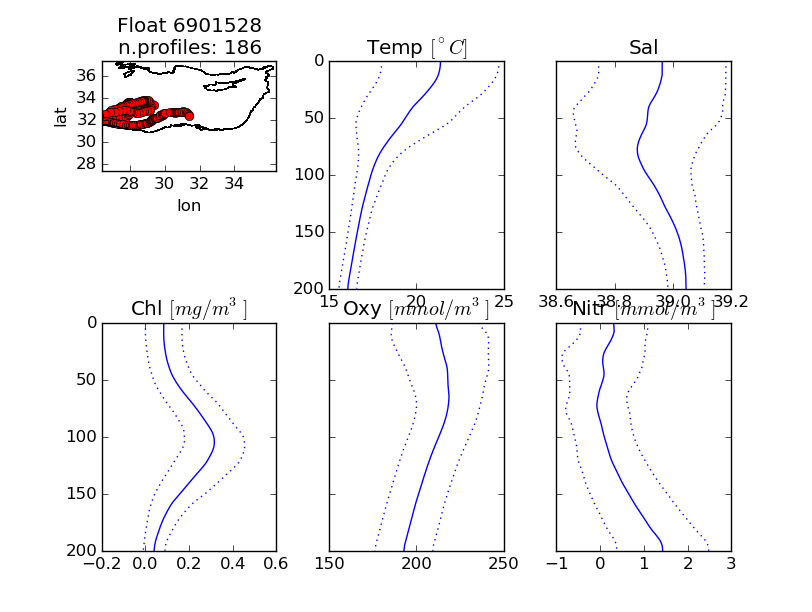 Float 6901528
n.profiles: 186
Temp [°C]
Sal
36
34
32
30
28
lat
28 30 32 34
lon
0
50
100
150
200
15 20 25
38.6 38.8 39.0 39.2
Chl [mg/m³]
Oxy [mmol/m³]
Nitr [mmol/m³]
0
50
100
150
200
−0.2 0.0 0.2 0.4 0.6
150 200 250
−1 0 1 2 3